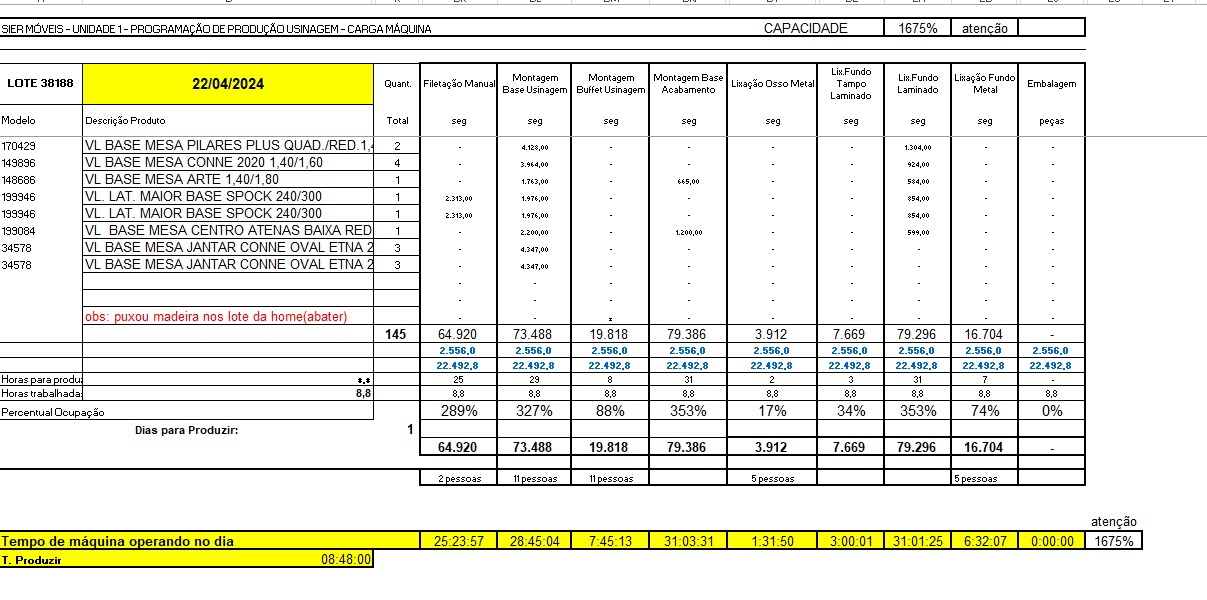 SIER MÓVEIS - UNIDADE 1 - PROGRAMAÇÃO DE PRODUÇÃO USINAGEM - CARGA MÁQUINA CAPACIDADE 1675% atenção
LOTE 38188 22/04/2024 Quant. Filetação Manual Montagem Base Usinagem Montagem Buffet Usinagem Montagem Base Acabamento Lixação Osso Metal Lix.Fundo Tampo Laminado Lix.Fundo Laminado Lixação Fundo Metal Embalagem
Modelo Descrição Produto Total seg seg seg seg seg seg seg seg peças
170429 VL BASE MESA PILARES PLUS QUAD./RED.1,4 2 - 4.128,00 - - - - 1.304,00 - -
149896 VL BASE MESA CONNE 2020 1,40/1,60 4 - 3.964,00 - - - - 924,00 - -
148686 VL BASE MESA ARTE 1,40/1,80 1 - 1.763,00 - 665,00 - - 584,00 - -
199946 VL. LAT. MAIOR BASE SPOCK 240/300 1 2.313,00 1.976,00 - - - - 854,00 - -
199946 VL. LAT. MAIOR BASE SPOCK 240/300 1 2.313,00 1.976,00 - - - - 854,00 - -
199084 VL BASE MESA CENTRO ATENAS BAIXA RED 1 - 2.200,00 - 1.200,00 - - 599,00 - -
34578 VL BASE MESA JANTAR CONNE OVAL ETNA 2 3 - 4.347,00 - - - - - - -
34578 VL BASE MESA JANTAR CONNE OVAL ETNA 2 3 - 4.347,00 - - - - - - -
- - - - - - - - -
- - - - - - - - -
obs: puxou madeira nos lote da home(abater) - - - - - - - -
145 64.920 73.488 19.818 79.386 3.912 7.669 79.296 16.704 -
2.556,0 2.556,0 2.556,0 2.556,0 2.556,0 2.556,0 2.556,0 2.556,0 2.556,0
22.492,8 22.492,8 22.492,8 22.492,8 22.492,8 22.492,8 22.492,8 22.492,8 22.492,8
Horas para produ *,* 25 29 8 31 2 3 31 7 -
Horas trabalhada 8,8 8,8 8,8 8,8 8,8 8,8 8,8 8,8 8,8 8,8
Percentual Ocupação 289% 327% 88% 353% 17% 34% 353% 74% 0%
Dias para Produzir: 1
64.920 73.488 19.818 79.386 3.912 7.669 79.296 16.704 -
2 pessoas 11 pessoas 11 pessoas 5 pessoas 5 pessoas
atenção
Tempo de máquina operando no dia 25:23:57 28:45:04 7:45:13 31:03:31 1:31:50 3:00:01 31:01:25 6:32:07 0:00:00 1675%
T. Produzir 08:48:00